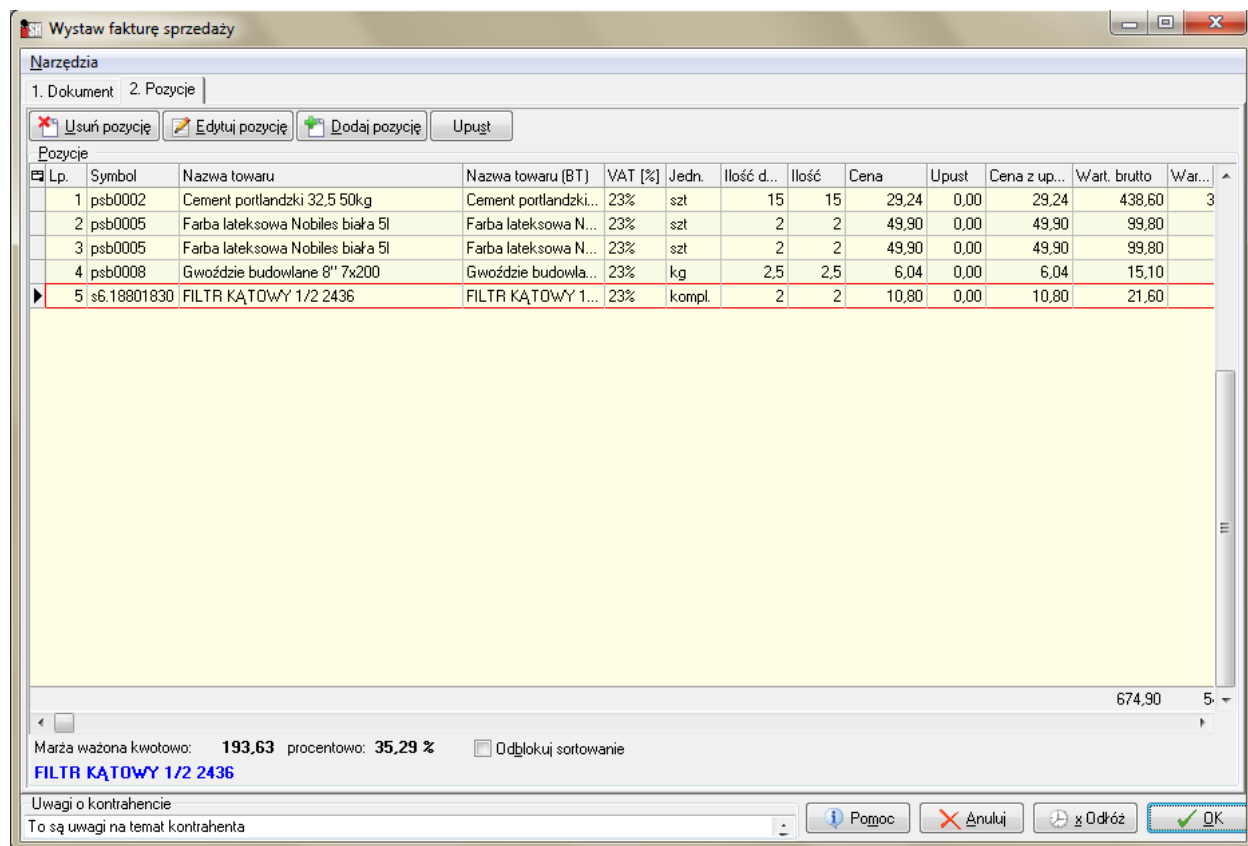 Wystaw fakturę sprzedaży
Narzędzia
1. Dokument 2. Pozycje
Usuń pozycję Edytuj pozycję Dodaj pozycję Upust
Pozycje
Lp. Symbol Nazwa towaru Nazwa towaru (BT) VAT [%] Jedn. Ilość d... Ilość Cena Upust Cena z up... Wart. brutto War...
1 psb0002 Cement portlandzki 32,5 50kg Cement portlandzki... 23% szt 15 15 29,24 0,00 29,24 438,60 3
2 psb0005 Farba lateksowa Nobiles biała 5l Farba lateksowa N... 23% szt 2 2 49,90 0,00 49,90 99,80
3 psb0005 Farba lateksowa Nobiles biała 5l Farba lateksowa N... 23% szt 2 2 49,90 0,00 49,90 99,80
4 psb0008 Gwoździe budowlane 8'' 7x200 Gwoździe budowla... 23% kg 2,5 2,5 6,04 0,00 6,04 15,10
5 s6.18801830 FILTR KĄTOWY 1/2 2436 FILTR KĄTOWY 1... 23% kompl. 2 2 10,80 0,00 10,80 21,60
674,90 5
Marża ważona kwotowo: 193,63 procentowo: 35,29 % Odblokuj sortowanie
FILTR KĄTOWY 1/2 2436
Uwagi o kontrahencie
To są uwagi na temat kontrahenta
Pomoc Anuluj x Odłóż OK